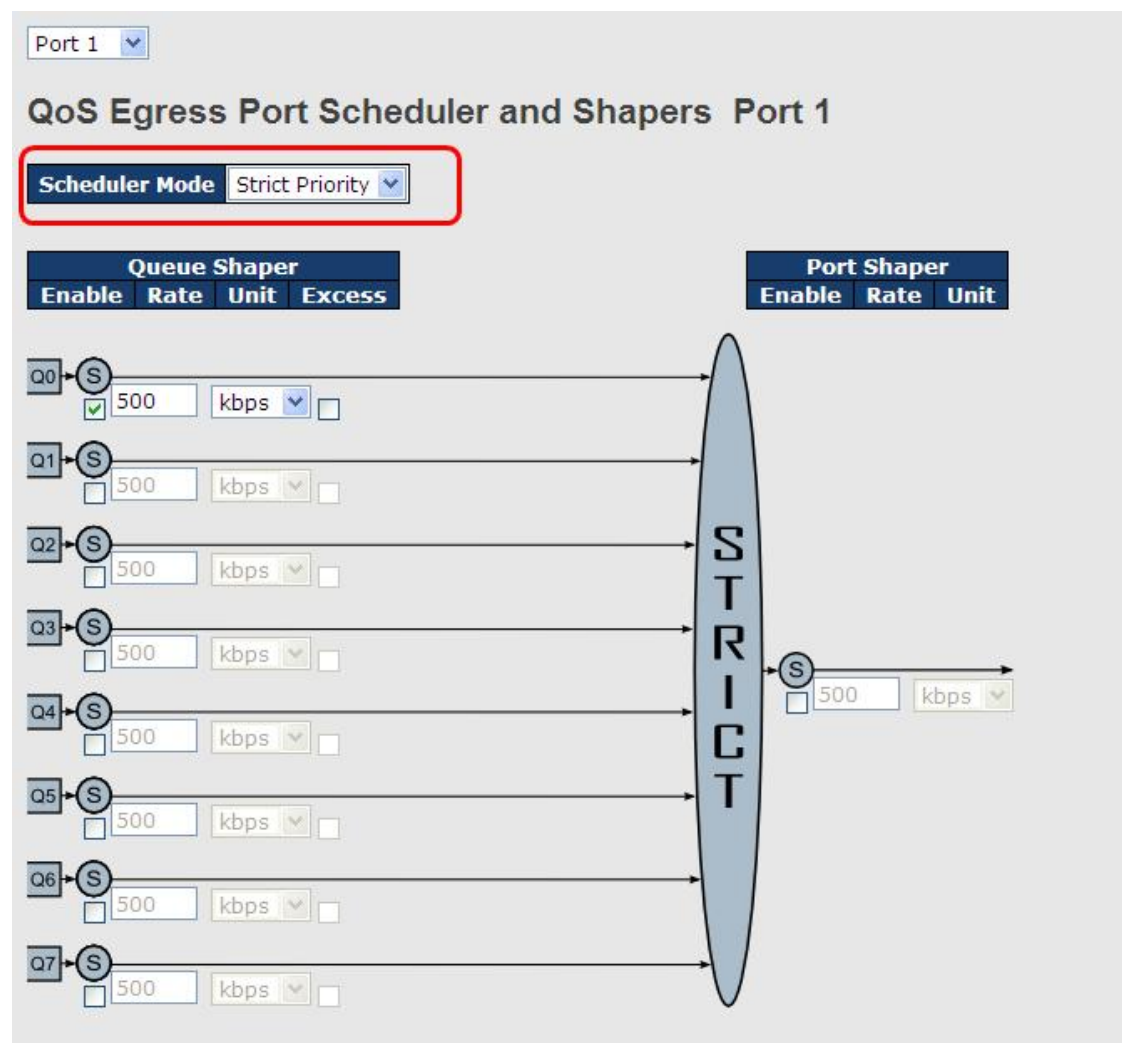 Port 1
QoS Egress Port Scheduler and Shapers Port 1
Scheduler Mode Strict Priority
Queue Shaper Port Shaper
Enable Rate Unit Excess Enable Rate Unit
Q0 S
500 kbps
Q1 S
500 kbps
Q2 S
500 kbps
Q3 S
500 kbps
Q4 S
500 kbps
Q5 S
500 kbps
Q6 S
500 kbps
Q7 S
500 kbps
STRICT
S
500 kbps